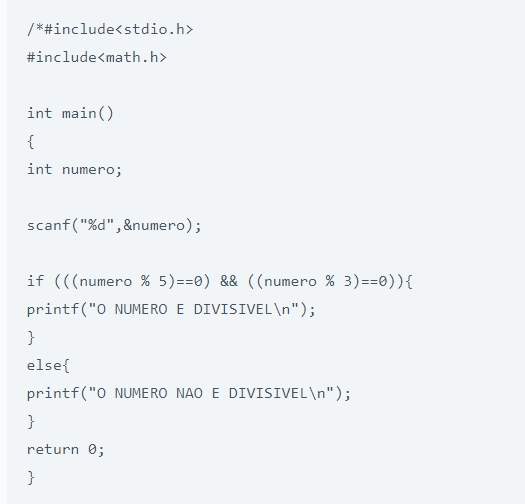 /*#include<stdio.h>
#include<math.h>
int main()
{
int numero;
scanf("%d",&numero);
if (((numero % 5)==0) && ((numero % 3)==0)){
printf("O NUMERO E DIVISIVEL\n");
}
else{
printf("O NUMERO NAO E DIVISIVEL\n");
}
return 0;
}